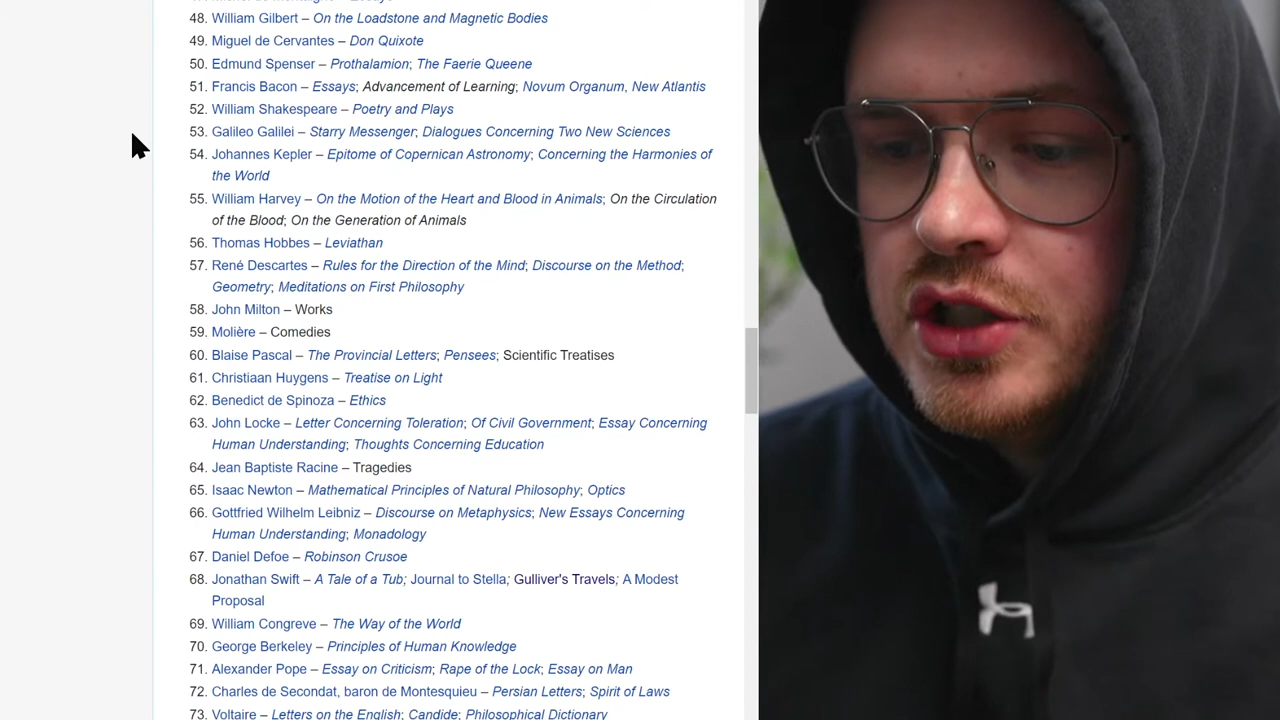 48. William Gilbert – On the Loadstone and Magnetic Bodies
49. Miguel de Cervantes – Don Quixote
50. Edmund Spenser – Prothalamion; The Faerie Queene
51. Francis Bacon – Essays; Advancement of Learning; Novum Organum, New Atlantis
52. William Shakespeare – Poetry and Plays
53. Galileo Galilei – Starry Messenger; Dialogues Concerning Two New Sciences
54. Johannes Kepler – Epitome of Copernican Astronomy; Concerning the Harmonies of
the World
55. William Harvey – On the Motion of the Heart and Blood in Animals; On the Circulation
of the Blood; On the Generation of Animals
56. Thomas Hobbes – Leviathan
57. René Descartes – Rules for the Direction of the Mind; Discourse on the Method;
Geometry; Meditations on First Philosophy
58. John Milton – Works
59. Molière – Comedies
60. Blaise Pascal – The Provincial Letters; Pensees; Scientific Treatises
61. Christiaan Huygens – Treatise on Light
62. Benedict de Spinoza – Ethics
63. John Locke – Letter Concerning Toleration; Of Civil Government; Essay Concerning
Human Understanding; Thoughts Concerning Education
64. Jean Baptiste Racine – Tragedies
65. Isaac Newton – Mathematical Principles of Natural Philosophy; Optics
66. Gottfried Wilhelm Leibniz – Discourse on Metaphysics; New Essays Concerning
Human Understanding; Monadology
67. Daniel Defoe – Robinson Crusoe
68. Jonathan Swift – A Tale of a Tub; Journal to Stella; Gulliver's Travels; A Modest
Proposal
69. William Congreve – The Way of the World
70. George Berkeley – Principles of Human Knowledge
71. Alexander Pope – Essay on Criticism; Rape of the Lock; Essay on Man
72. Charles de Secondat, baron de Montesquieu – Persian Letters; Spirit of Laws
73. Voltaire – Letters on the English; Candide; Philosophical Dictionary